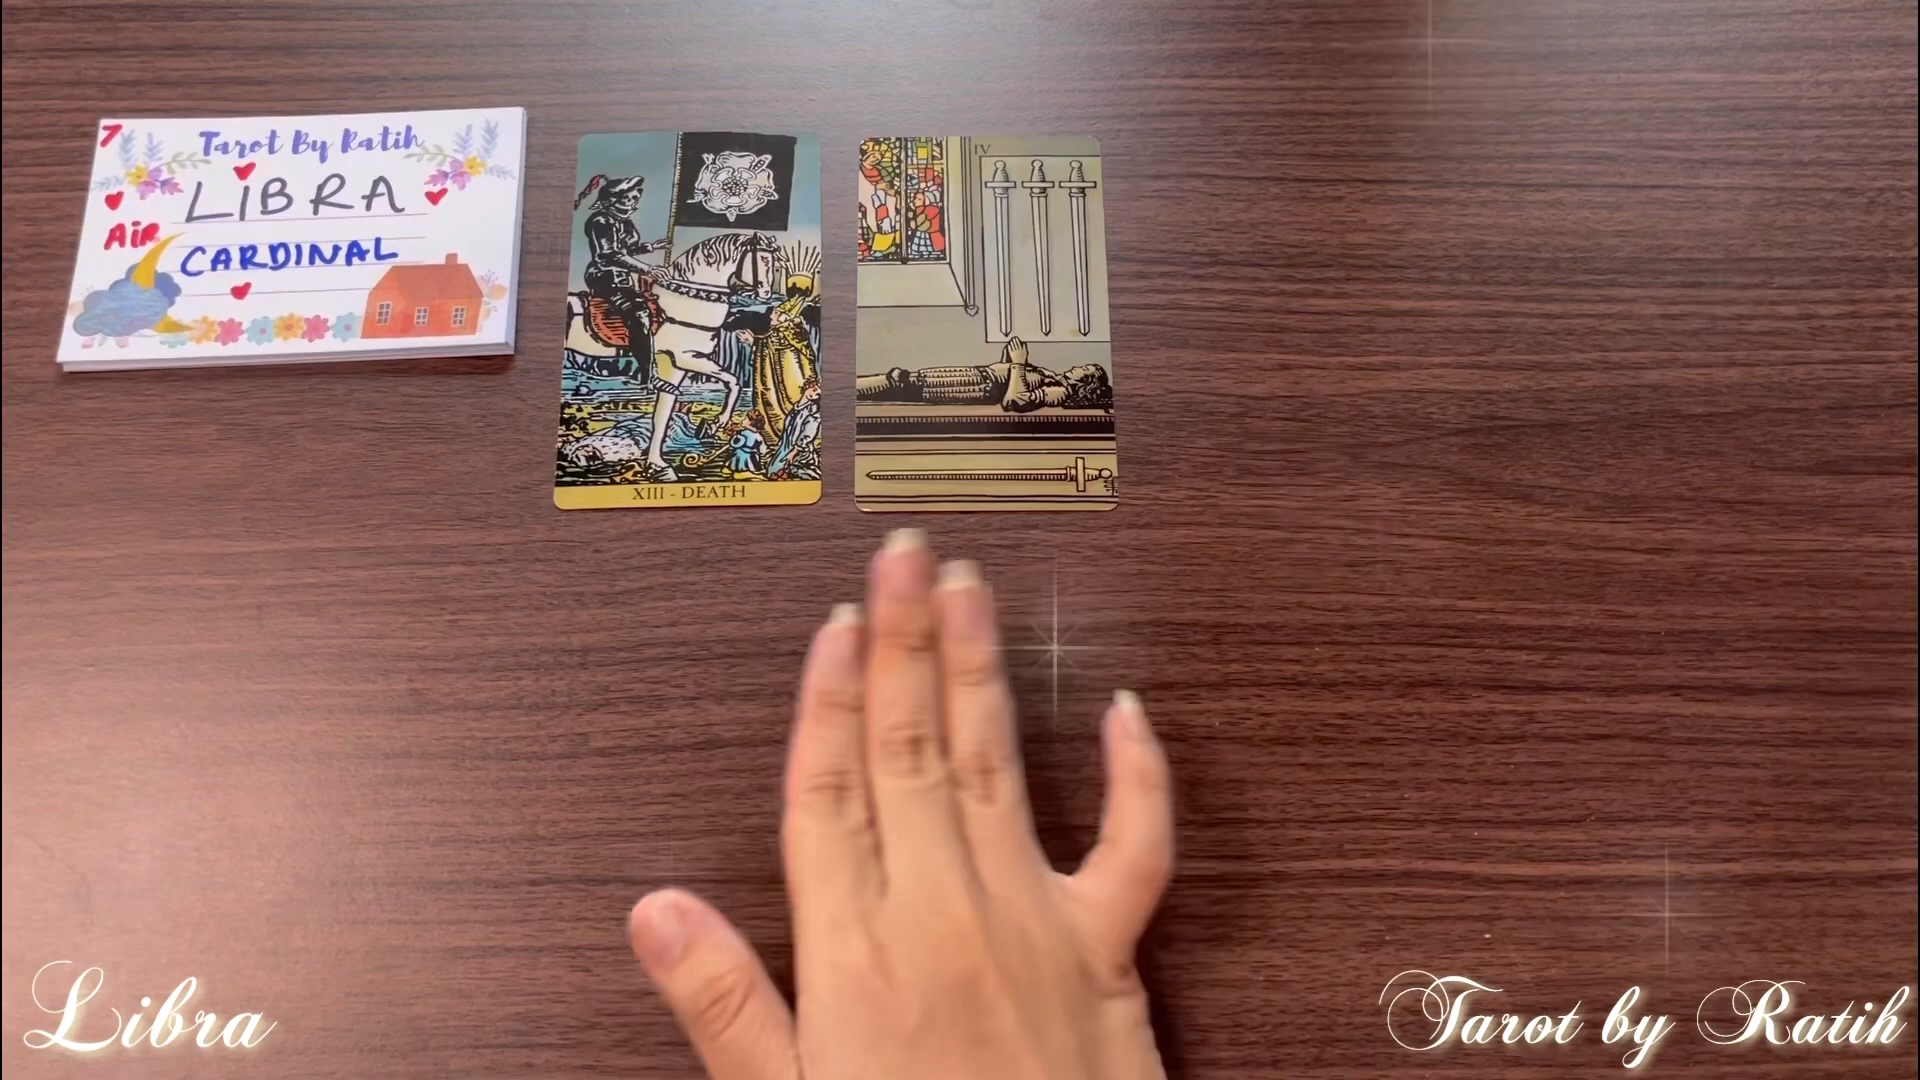 7
Tarot By Ratih
LIBRA
AiR
CARDINAL
XIII - DEATH
IV
Libra
Tarot by Ratih